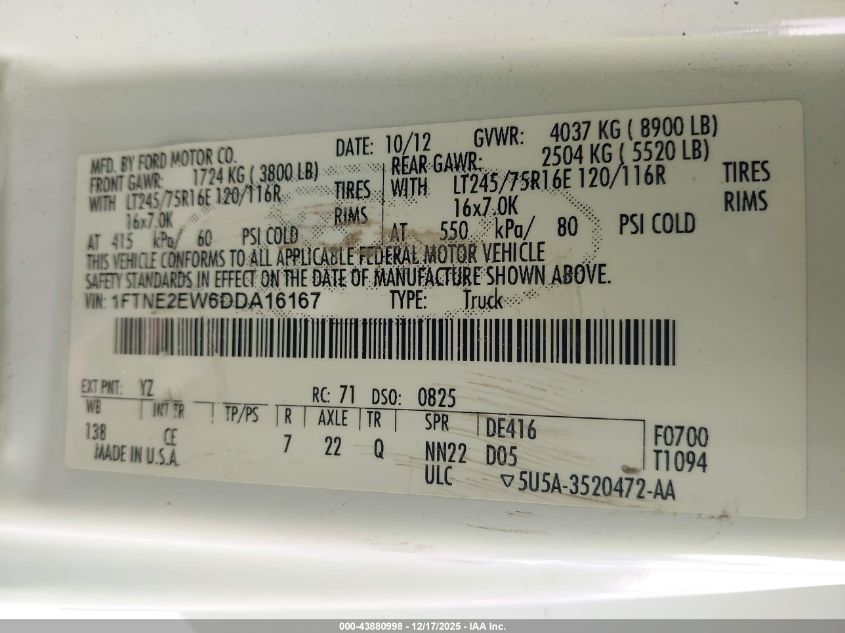 MFD. BY FORD MOTOR CO. DATE: 10/12 GVWR: 4037 KG ( 8900 LB)
FRONT GAWR: 1724 KG ( 3800 LB) REAR GAWR: 2504 KG ( 5520 LB)
WITH LT245/75R16E 120/116R TIRES WITH LT245/75R16E 120/116R TIRES
16x7.0K RIMS 16x7.0K RIMS
AT 415 kPa/ 60 PSI COLD AT 550 kPa/ 80 PSI COLD
THIS VEHICLE CONFORMS TO ALL APPLICABLE FEDERAL MOTOR VEHICLE
SAFETY STANDARDS IN EFFECT ON THE DATE OF MANUFACTURE SHOWN ABOVE.
VIN: 1FTNE2EW6DDA16167 TYPE: Truck
EXT PNT: YZ RC: 71 DSO: 0825
WB INT TR TP/PS R AXLE TR SPR DE416 F0700
138 CE 7 22 Q NN22 D05 T1094
MADE IN U.S.A. ULC ▽5U5A-3520472-AA
000-43880998 - 12/17/2025 - IAA Inc.